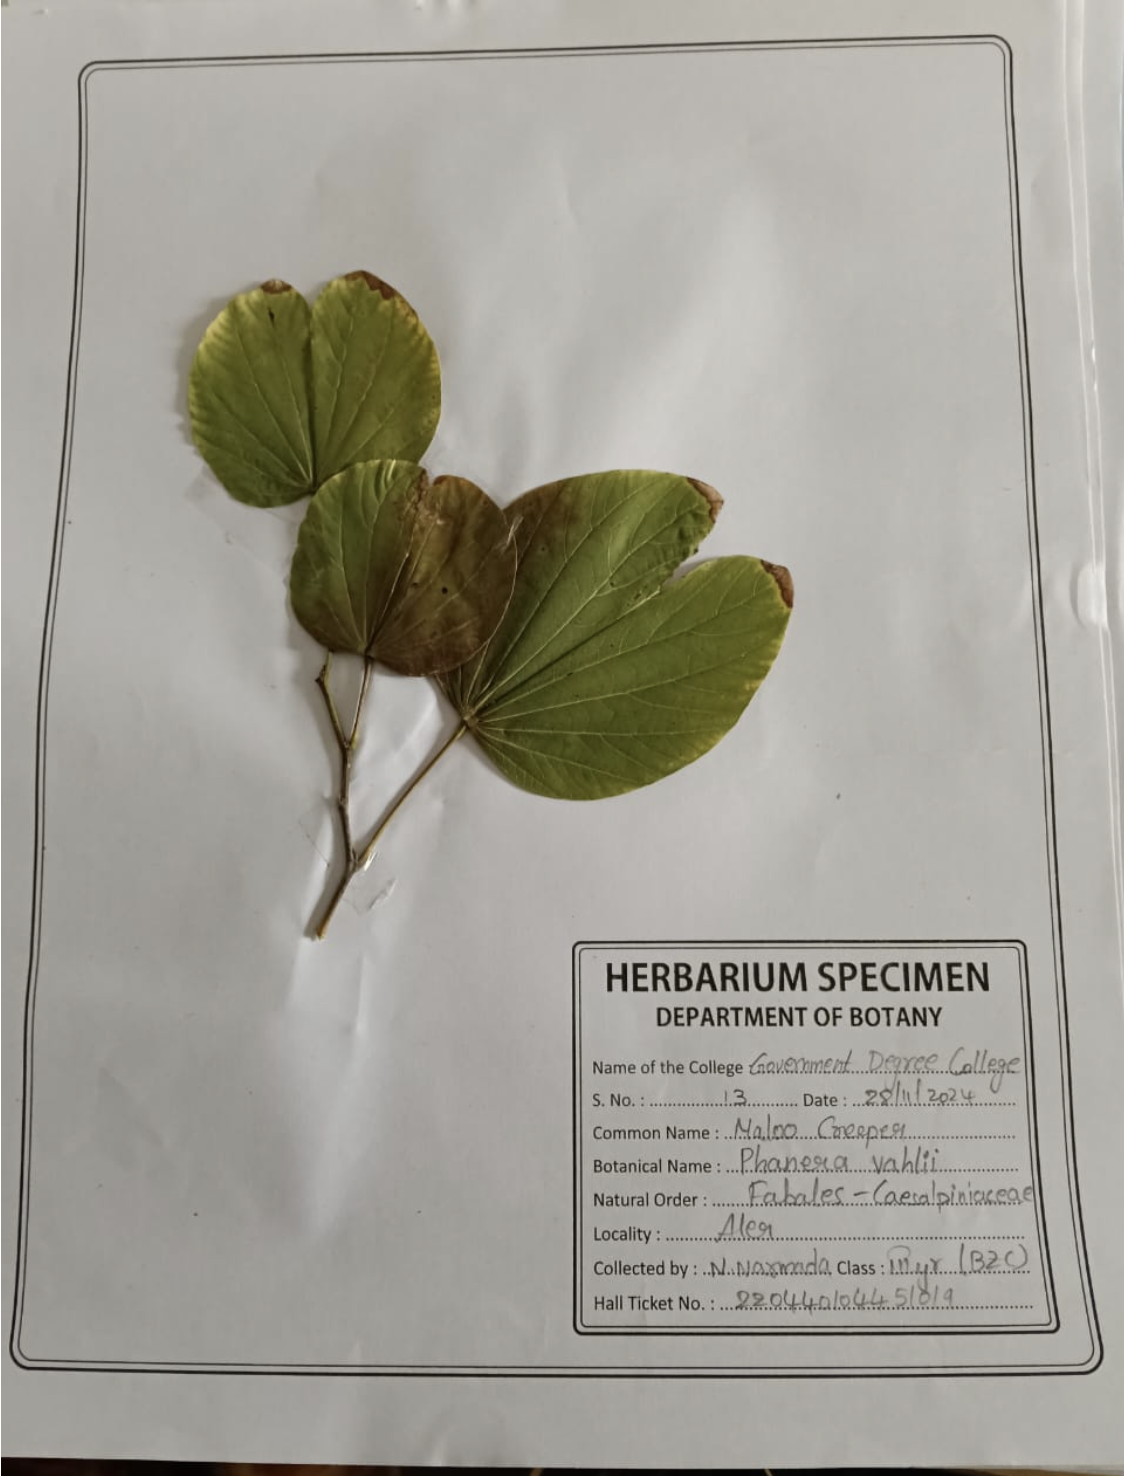 HERBARIUM SPECIMEN
DEPARTMENT OF BOTANY
Name of the College Government Degree College
S. No. : 13 Date : 28/11/2024
Common Name : Maloo Creeper
Botanical Name : Phanera vahlii
Natural Order : Fabales - Caesalpiniaceae
Locality : Aler
Collected by : N. Narmada Class : III yr (BZC)
Hall Ticket No. :